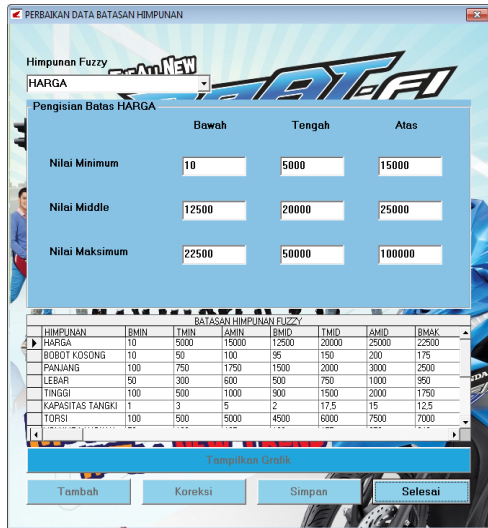 PERBAIKAN DATA BATASAN HIMPUNAN
Himpunan Fuzzy
HARGA
Pengisian Batas HARGA
Bawah Tengah Atas
Nilai Minimum 10 5000 15000
Nilai Middle 12500 20000 25000
Nilai Maksimum 22500 50000 100000
BATASAN HIMPUNAN FUZZY
HIMPUNAN BMIN TMIN AMIN BMID TMID AMID BMAK
HARGA 10 5000 15000 12500 20000 25000 22500
BOBOT KOSONG 10 50 100 95 150 200 175
PANJANG 100 750 1750 1500 2000 3000 2500
LEBAR 50 300 600 500 750 1000 950
TINGGI 100 500 1000 900 1500 2000 1750
KAPASITAS TANGKI 1 3 5 2 17,5 15 12,5
TORSI 100 500 5000 4500 6000 7500 7000
Tampilkan Grafik
Tambah Koreksi Simpan Selesai